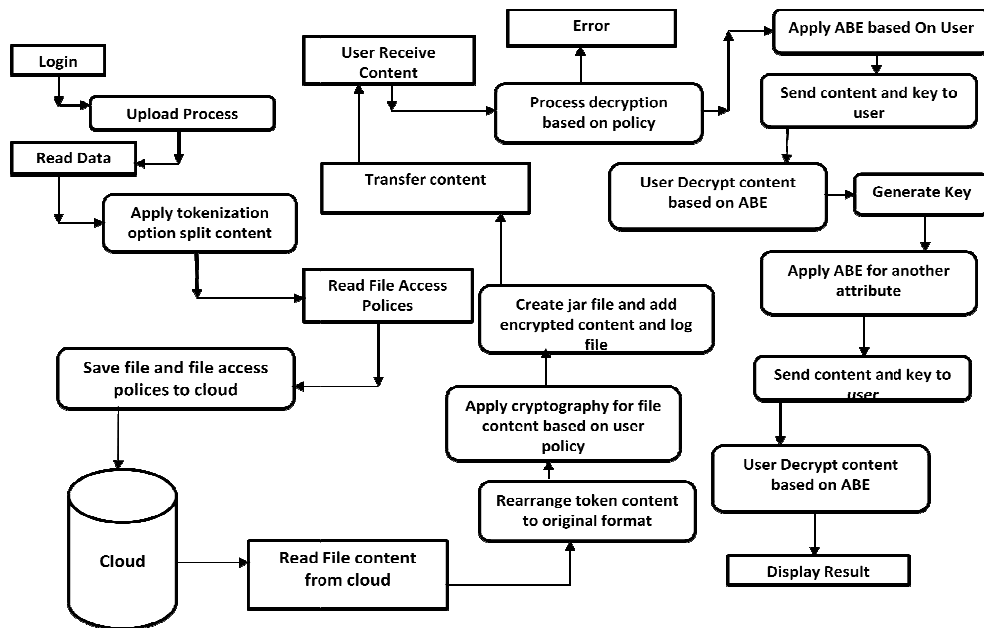 Login
Upload Process
Read Data
Apply tokenization
option split content
Read File Access
Polices
Save file and file access
polices to cloud
Cloud
Read File content
from cloud
Rearrange token content
to original format
Apply cryptography for file
content based on user
policy
Create jar file and add
encrypted content and log
file
Transfer content
User Receive
Content
Process decryption
based on policy
Error
Apply ABE based On User
Send content and key to
user
User Decrypt content
based on ABE
Generate Key
Apply ABE for another
attribute
Send content and key to
user
User Decrypt content
based on ABE
Display Result